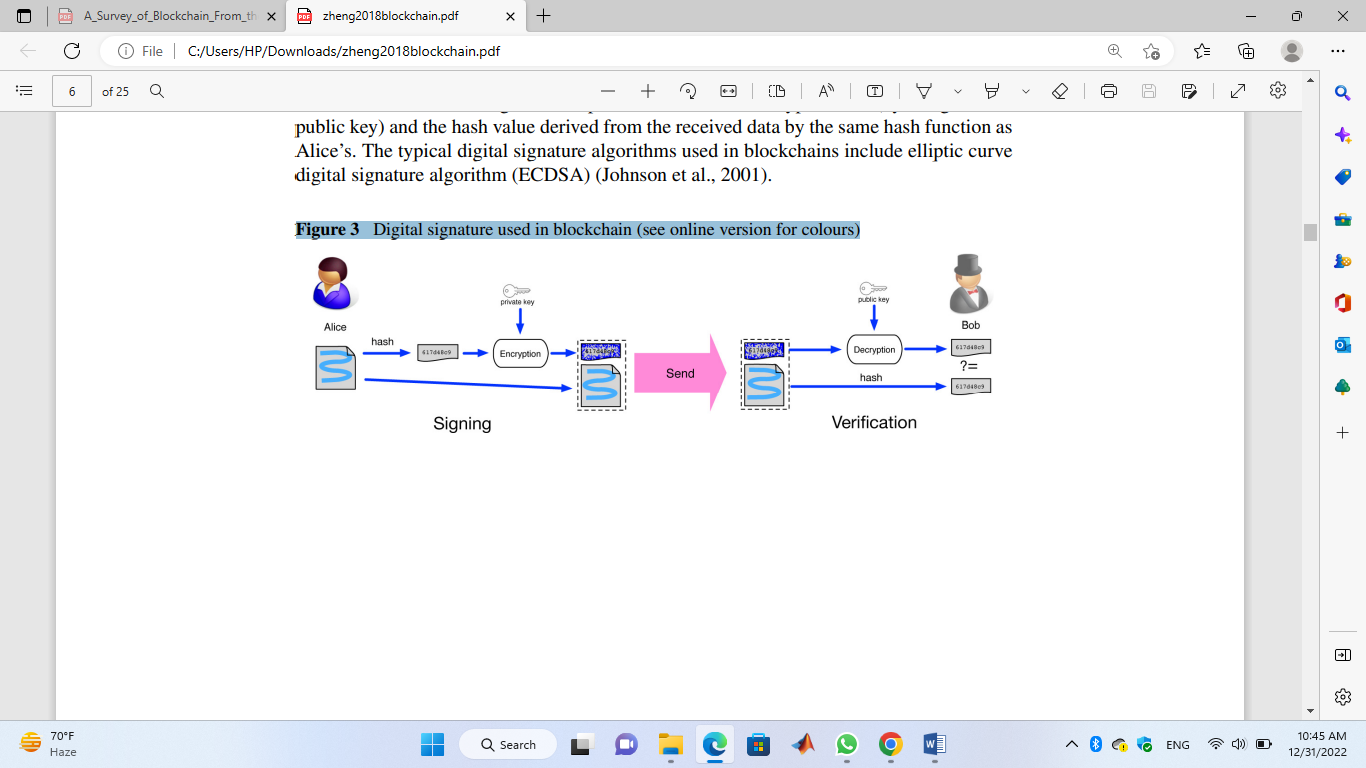 A_Survey_of_Blockchain_From_th
zheng2018blockchain.pdf
File
C:/Users/HP/Downloads/zheng2018blockchain.pdf
6 of 25
public key) and the hash value derived from the received data by the same hash function as
Alice's. The typical digital signature algorithms used in blockchains include elliptic curve
digital signature algorithm (ECDSA) (Johnson et al., 2001).
Figure 3 Digital signature used in blockchain (see online version for colours)
private key
public key
Alice
Bob
hash
617d48c9
Encryption
Send
Decryption
617d48c9
?=
hash
617d48c9
Signing
Verification
70°F
Haze
Search
ENG
10:45 AM
12/31/2022